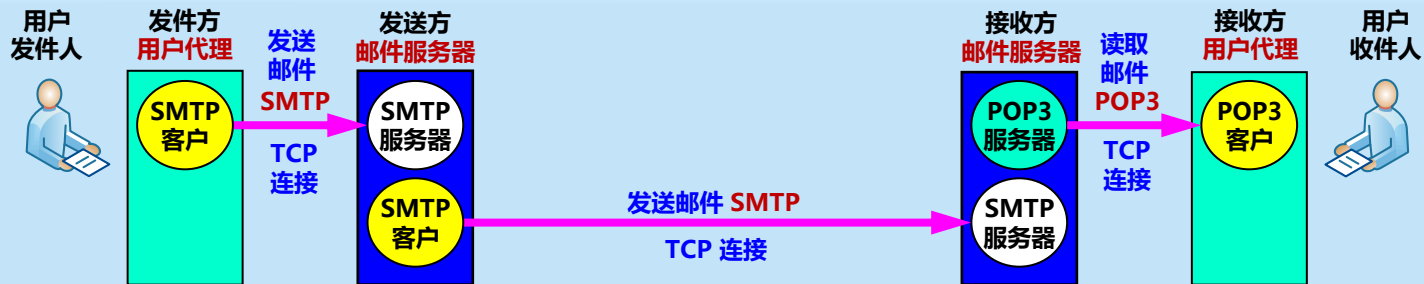 用户
发件人
发件方
用户代理
发送
邮件
SMTP
TCP
连接
发送方
邮件服务器
SMTP
客户
SMTP
服务器
SMTP
客户
发送邮件 SMTP
TCP 连接
接收方
邮件服务器
POP3
服务器
SMTP
服务器
读取
邮件
POP3
TCP
连接
接收方
用户代理
POP3
客户
用户
收件人